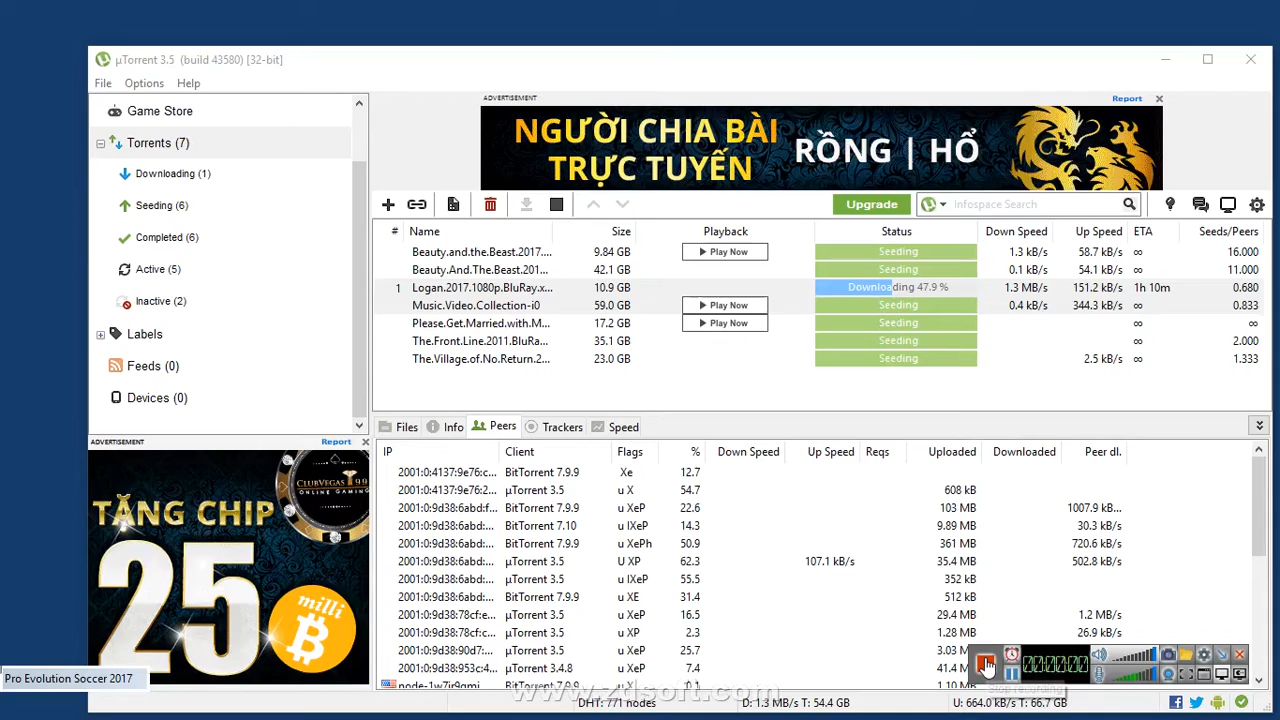 µTorrent 3.5 (build 43580) [32-bit]
File Options Help
Game Store
Torrents (7)
Downloading (1)
Seeding (6)
Completed (6)
Active (5)
Inactive (2)
Labels
Feeds (0)
Devices (0)
ADVERTISEMENT Report
CLUBVEGAS 99
ONLINE GAMING
TẶNG CHIP
25
milli
Pro Evolution Soccer 2017
ADVERTISEMENT Report
NGƯỜI CHIA BÀI
TRỰC TUYẾN
RỒNG | HỔ
Upgrade
infospace Search
# Name Size Playback Status Down Speed Up Speed ETA Seeds/Peers
Beauty.and.the.Beast.2017.... 9.84 GB Play Now Seeding 1.3 kB/s 58.7 kB/s ∞ 16.000
Beauty.And.The.Beast.201... 42.1 GB Seeding 0.1 kB/s 54.1 kB/s ∞ 11.000
1 Logan.2017.1080p.BluRay.x... 10.9 GB Downloading 47.9 % 1.3 MB/s 151.2 kB/s 1h 10m 0.680
Music.Video.Collection-i0 59.0 GB Play Now Seeding 0.4 kB/s 344.3 kB/s ∞ 0.833
Please.Get.Married.with.M... 17.2 GB Play Now Seeding ∞ ∞
The.Front.Line.2011.BluRa... 35.1 GB Seeding ∞ 2.000
The.Village.of.No.Return.2... 23.0 GB Seeding 2.5 kB/s ∞ 1.333
Files Info Peers Trackers Speed
IP Client Flags % Down Speed Up Speed Reqs Uploaded Downloaded Peer dl.
2001:0:4137:9e76:c... BitTorrent 7.9.9 Xe 12.7
2001:0:4137:9e76:2... µTorrent 3.5 u X 54.7 608 kB
2001:0:9d38:6abd:f... BitTorrent 7.9.9 u XeP 22.6 103 MB 1007.9 kB...
2001:0:9d38:6abd:... BitTorrent 7.10 u IXeP 14.3 9.89 MB 30.3 kB/s
2001:0:9d38:6abd:... BitTorrent 7.9.9 u XePh 50.9 361 MB 720.6 kB/s
2001:0:9d38:6abd:... µTorrent 3.5 U XP 62.3 107.1 kB/s 35.4 MB 502.8 kB/s
2001:0:9d38:6abd:... µTorrent 3.5 u IXeP 55.5 352 kB
2001:0:9d38:6abd:... BitTorrent 7.9.9 u XE 31.4 512 kB
2001:0:9d38:78cf:e... µTorrent 3.5 u XeP 16.5 29.4 MB 1.2 MB/s
2001:0:9d38:78cf:c... µTorrent 3.5 u XP 2.3 1.28 MB 26.9 kB/s
2001:0:9d38:90d7:... µTorrent 3.5 u XeP 25.7 3.03
2001:0:9d38:953c:4... µTorrent 3.4.8 u XeP 7.4 41.4
00:00:00
Stop recording
www.zdsoft.com
DHT: 771 nodes D: 1.3 MB/s T: 54.4 GB U: 664.0 kB/s T: 66.7 GB